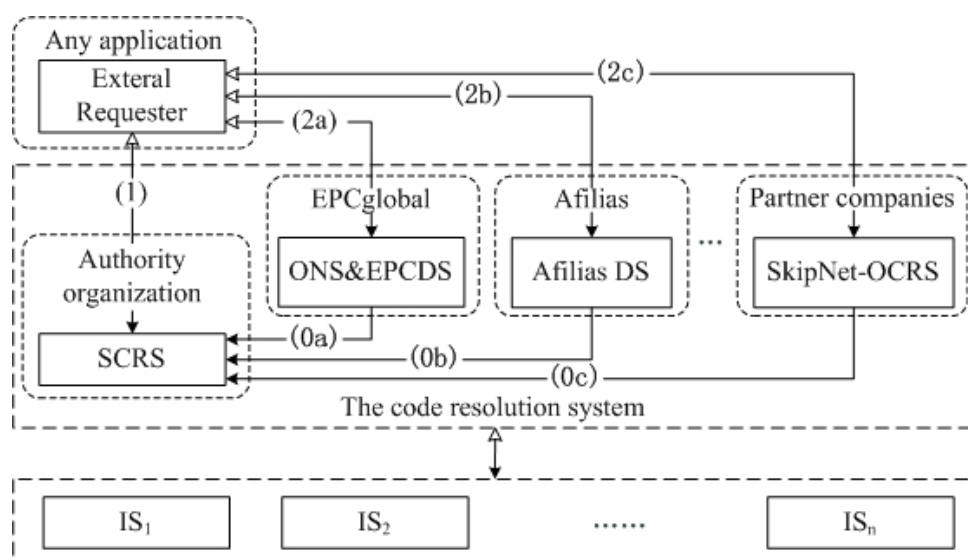 Any application
Exteral
Requester
(2c)
(2b)
(2a)
(1)
EPCglobal
Afilias
Partner companies
ONS&EPCDS
Afilias DS
...
SkipNet-OCRS
Authority
organization
SCRS
(0a)
(0b)
(0c)
The code resolution system
IS1
IS2
......
ISn